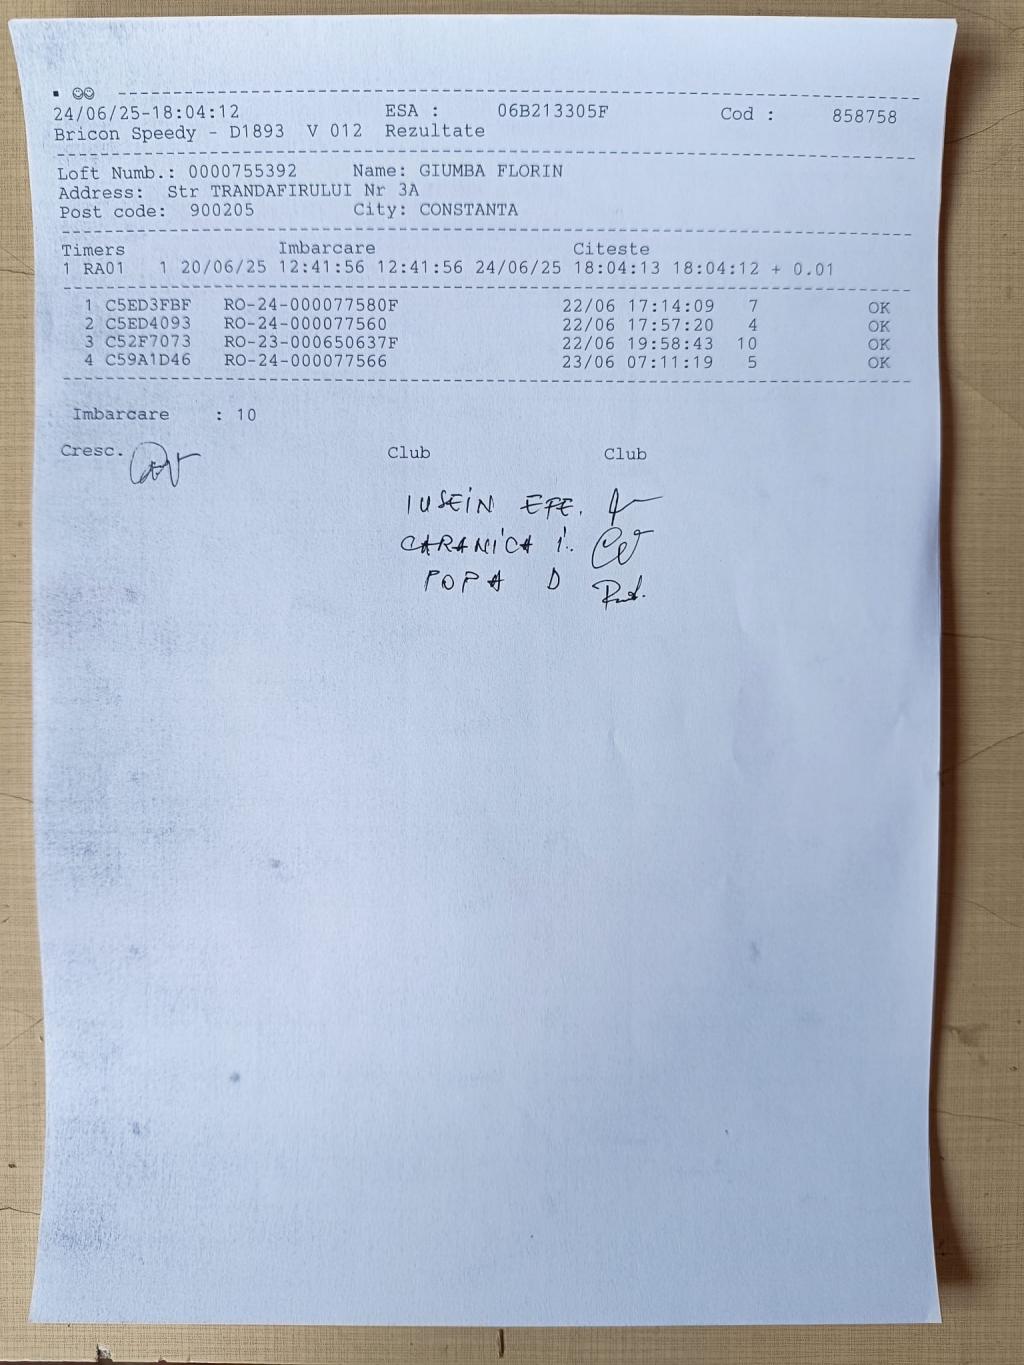 24/06/25-18:04:12 ESA : 06B213305F Cod : 858758
Bricon Speedy - D1893 V 012 Rezultate
Loft Numb.: 0000755392 Name: GIUMBA FLORIN
Address: Str TRANDAFIRULUI Nr 3A
Post code: 900205 City: CONSTANTA
Timers Imbarcare Citeste
1 RA01 1 20/06/25 12:41:56 12:41:56 24/06/25 18:04:13 18:04:12 + 0.01
1 C5ED3FBF RO-24-000077580F 22/06 17:14:09 7 OK
2 C5ED4093 RO-24-000077560 22/06 17:57:20 4 OK
3 C52F7073 RO-23-000650637F 22/06 19:58:43 10 OK
4 C59A1D46 RO-24-000077566 23/06 07:11:19 5 OK
Imbarcare : 10
Cresc. Club Club
IUSEIN EFE.
CARANICA I.
POPA D